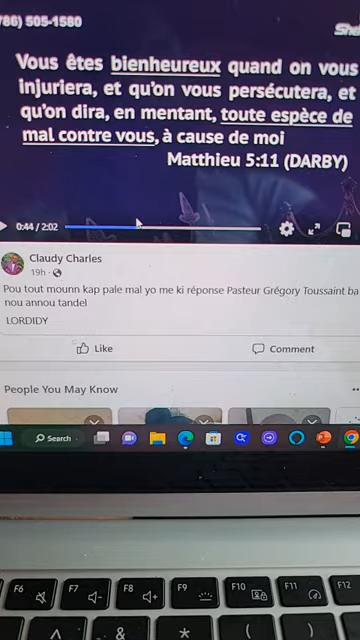 786) 505-1580
She
Vous êtes bienheureux quand on vous
injuriera, et qu'on vous persécutera, et
qu'on dira, en mentant, toute espèce de
mal contre vous, à cause de moi
Matthieu 5:11 (DARBY)
0:44 / 2:02
Claudy Charles
19h ·
Pou tout mounn kap pale mal yo me ki réponse Pasteur Grégory Toussaint ba
nou annou tandel
LORDIDY
Like Comment
People You May Know
Search
F6 F7 F8 F9 F10 F11 F12
^ & * ( )